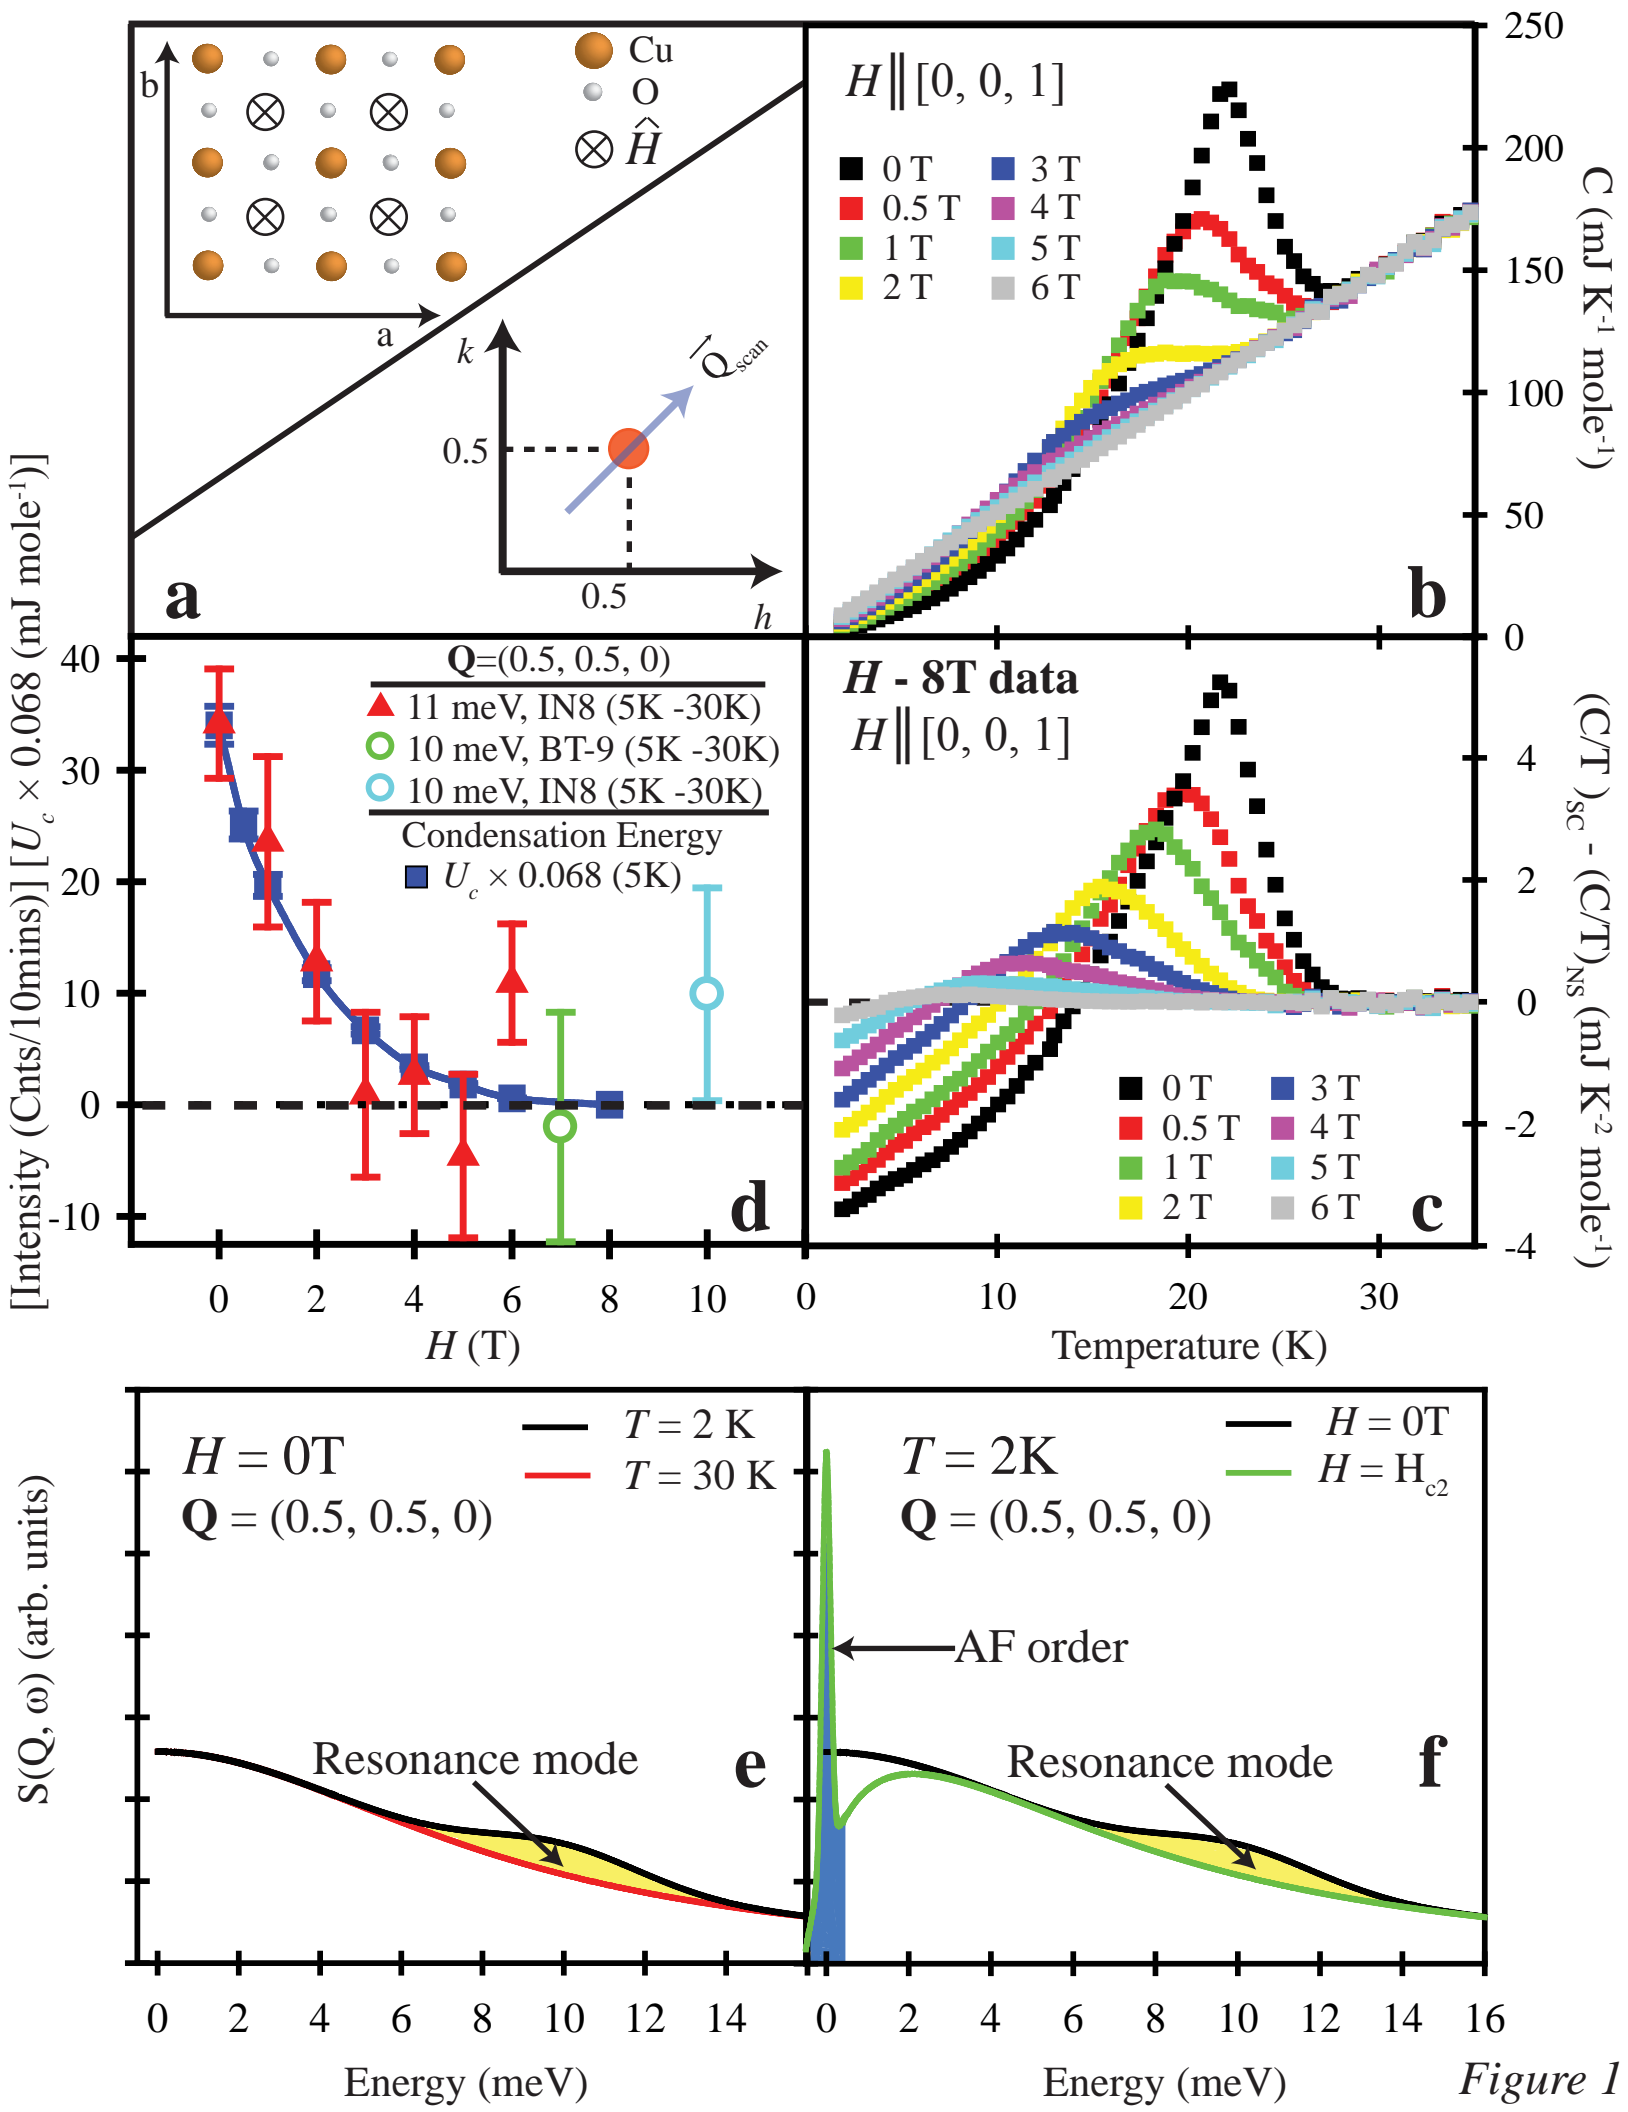 b
a
Cu
O
Ĥ
k
Q scan
0.5
0.5
h
a
H || [0, 0, 1]
0 T
0.5 T
1 T
2 T
3 T
4 T
5 T
6 T
250
200
150
100
50
0
C (mJ K⁻¹ mole⁻¹)
b
[Intensity (Cnts/10mins)] [U_c × 0.068 (mJ mole⁻¹)]
40
30
20
10
0
-10
Q=(0.5, 0.5, 0)
11 meV, IN8 (5K -30K)
10 meV, BT-9 (5K -30K)
10 meV, IN8 (5K -30K)
Condensation Energy
U_c × 0.068 (5K)
d
0 2 4 6 8 10
H (T)
H - 8T data
H || [0, 0, 1]
0 T
0.5 T
1 T
2 T
3 T
4 T
5 T
6 T
c
4
2
0
-2
-4
(C/T)_SC - (C/T)_NS (mJ K⁻² mole⁻¹)
0 10 20 30
Temperature (K)
S(Q, ω) (arb. units)
H = 0T
Q = (0.5, 0.5, 0)
T = 2 K
T = 30 K
Resonance mode
e
0 2 4 6 8 10 12 14
Energy (meV)
T = 2K
Q = (0.5, 0.5, 0)
H = 0T
H = H_c2
AF order
Resonance mode
f
0 2 4 6 8 10 12 14 16
Energy (meV)
Figure 1